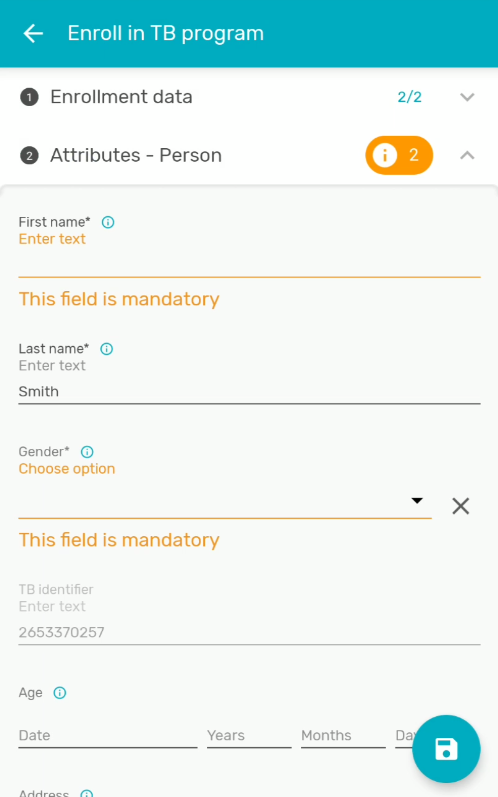 Enroll in TB program
1 Enrollment data 2/2
2 Attributes - Person i 2
First name* i
Enter text
This field is mandatory
Last name* i
Enter text
Smith
Gender* i
Choose option
This field is mandatory
TB identifier
Enter text
2653370257
Age i
Date Years Months
Address i